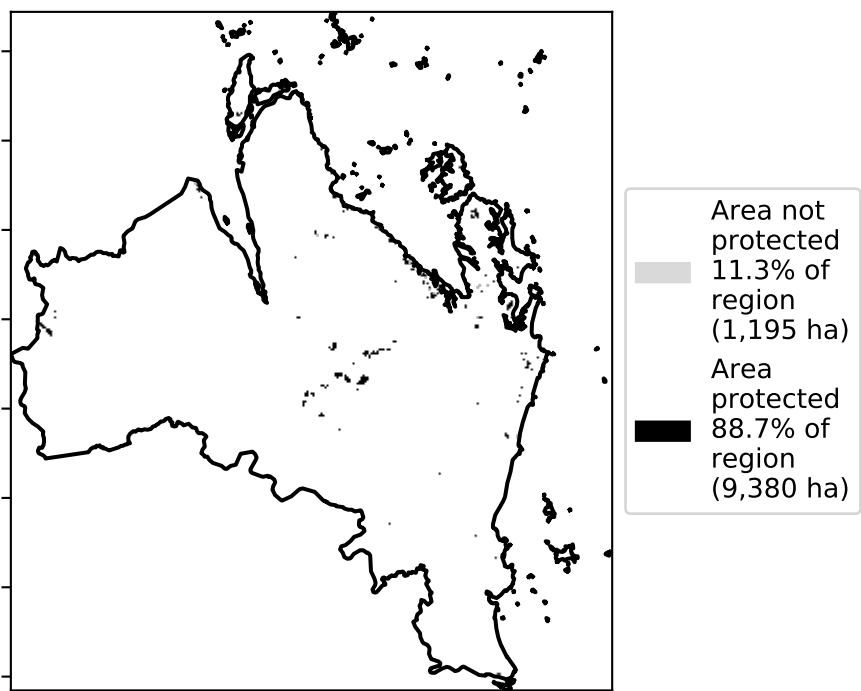 Area not
protected
11.3% of
region
(1,195 ha)
Area
protected
88.7% of
region
(9,380 ha)